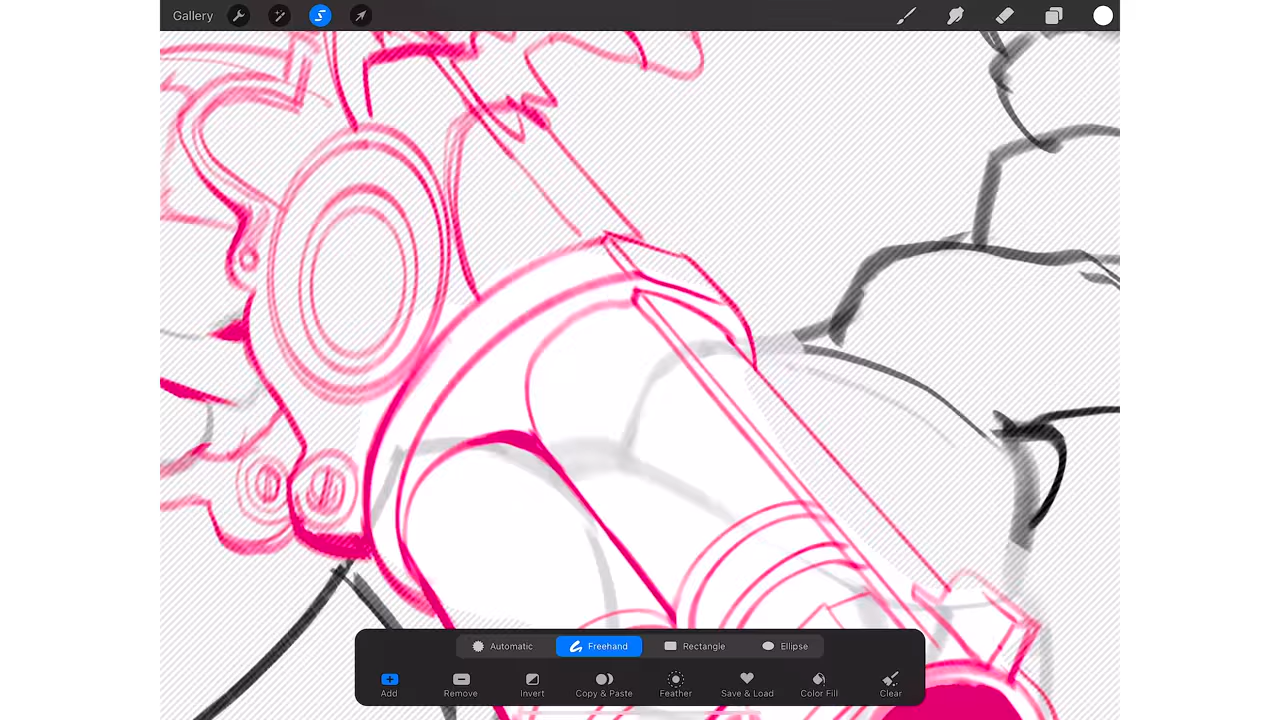 Gallery
Automatic Freehand Rectangle Ellipse
Add Remove Invert Copy & Paste Feather Save & Load Color Fill Clear